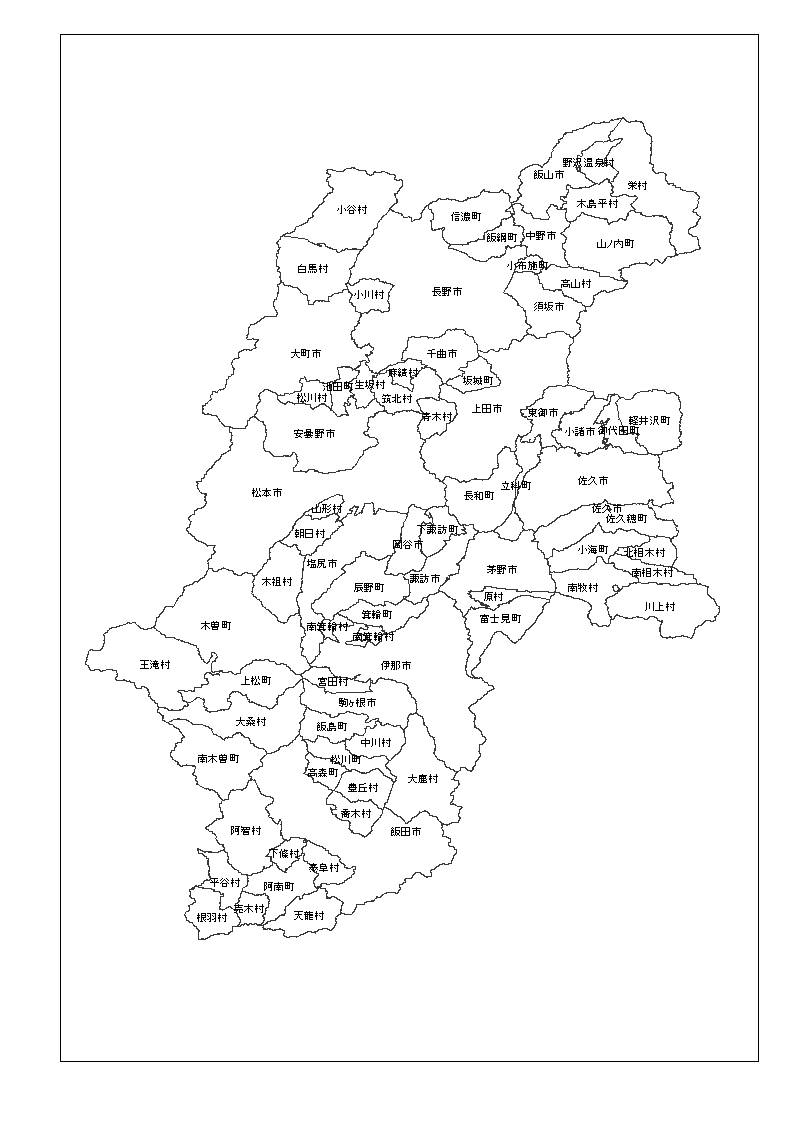 野沢温泉村
飯山市
栄村
木島平村
小谷村
信濃町
飯綱町
中野市
山ノ内町
白馬村
小布施町
高山村
小川村
長野市
須坂市
大町市
千曲市
麻績村
坂城町
池田町
生坂村
松川村
筑北村
青木村
上田市
東御市
軽井沢町
小諸市
御代田町
安曇野市
佐久市
立科町
松本市
長和町
山形村
佐久市
佐久穂町
下諏訪町
朝日村
岡谷市
小海町
北相木村
塩尻市
茅野市
南相木村
木祖村
諏訪市
辰野町
南牧村
原村
川上村
箕輪町
富士見町
木曽町
南箕輪村
南箕輪村
王滝村
伊那市
上松町
宮田村
駒ヶ根市
大桑村
飯島町
中川村
南木曽町
松川町
高森町
大鹿村
豊丘村
喬木村
阿智村
飯田市
下條村
泰阜村
平谷村
阿南町
売木村
根羽村
天龍村